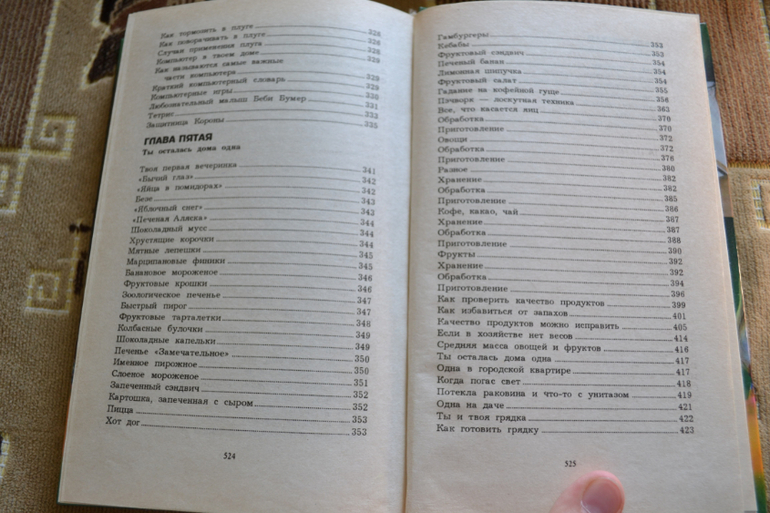 Как тормозить в плуге 328
Как поворачивать в плуге 328
Случаи применения плуга 328
Компьютер в твоем доме 329
Как называются самые важные
части компьютера 329
Краткий компьютерный словарь 329
Компьютерные игры 330
Любознательный малыш Беби Бумер 331
Тетрис 333
Защитница Короны 335
ГЛАВА ПЯТАЯ
Ты осталась дома одна
Твоя первая вечеринка 341
«Бычий глаз» 342
«Яйца в помидорах» 342
Безе 343
«Яблочный снег» 343
«Печеная Аляска» 344
Шоколадный мусс 344
Хрустящие корочки 344
Мятные лепешки 345
Марципановые финики 345
Банановое мороженое 346
Фруктовые крошки 346
Зоологическое печенье 347
Быстрый пирог 347
Фруктовые тарталетки 348
Колбасные булочки 349
Шоколадные капельки 349
Печенье «Замечательное» 350
Именное пирожное 350
Слоеное мороженое 351
Запеченный сэндвич 352
Картошка, запеченная с сыром 352
Пицца 353
Хот дог 353
524
Гамбургеры 353
Кебабы 353
Фруктовый сэндвич 354
Печеный банан 354
Лимонная шипучка 354
Фруктовый салат 355
Гадание на кофейной гуще 356
Пэчворк — лоскутная техника 363
Все, что касается яиц 370
Обработка 370
Приготовление 372
Овощи 372
Обработка 376
Приготовление 380
Разное 382
Хранение 382
Обработка 385
Приготовление 386
Кофе, какао, чай 387
Хранение 387
Обработка 388
Приготовление 390
Фрукты 392
Хранение 392
Обработка 394
Приготовление 396
Как проверить качество продуктов 399
Как избавиться от запахов 401
Качество продуктов можно исправить 405
Если в хозяйстве нет весов 414
Средняя масса овощей и фруктов 416
Ты осталась дома одна 417
Одна в городской квартире 417
Когда погас свет 418
Потекла раковина и что-то с унитазом 419
Одна на даче 421
Ты и твоя грядка 422
Как готовить грядку 423
525